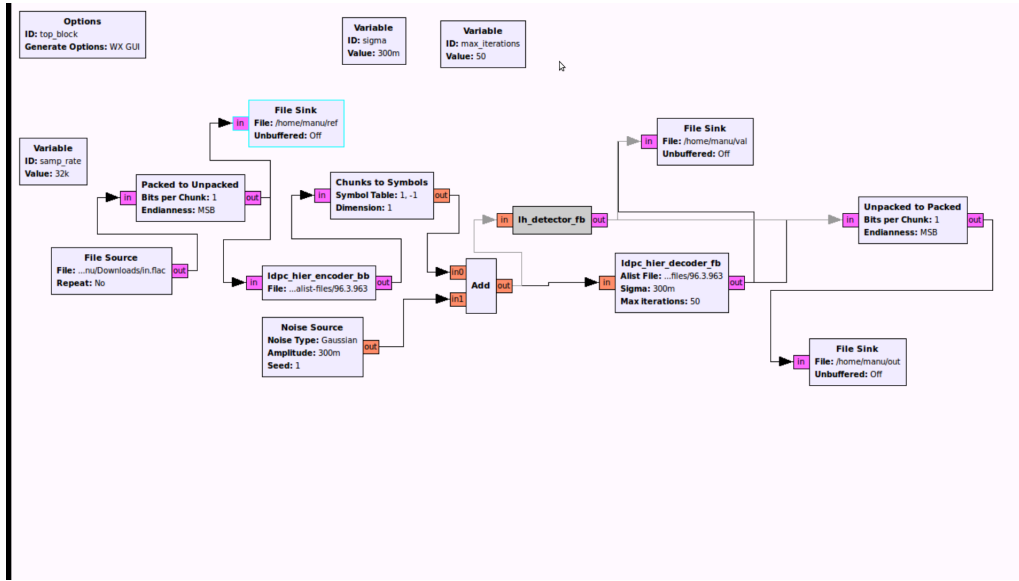 Options
ID: top_block
Generate Options: WX GUI
Variable
ID: sigma
Value: 300m
Variable
ID: max_iterations
Value: 50
File Sink
in
File: /home/manu/ref
Unbuffered: Off
File Sink
in
File: /home/manu/val
Unbuffered: Off
Variable
ID: samp_rate
Value: 32k
Packed to Unpacked
in
Bits per Chunk: 1
out
Endianness: MSB
Chunks to Symbols
in
Symbol Table: 1, -1
out
Dimension: 1
in
lh_detector_fb
out
Unpacked to Packed
in
Bits per Chunk: 1
out
Endianness: MSB
File Source
File: ...nu/Downloads/in.flac
out
Repeat: No
ldpc_hier_encoder_bb
in
File: ...alist-files/96.3.963
out
in0
Add
out
in1
ldpc_hier_decoder_fb
Alist File: ...files/96.3.963
in
Sigma: 300m
out
Max iterations: 50
Noise Source
Noise Type: Gaussian
Amplitude: 300m
out
Seed: 1
File Sink
in
File: /home/manu/out
Unbuffered: Off